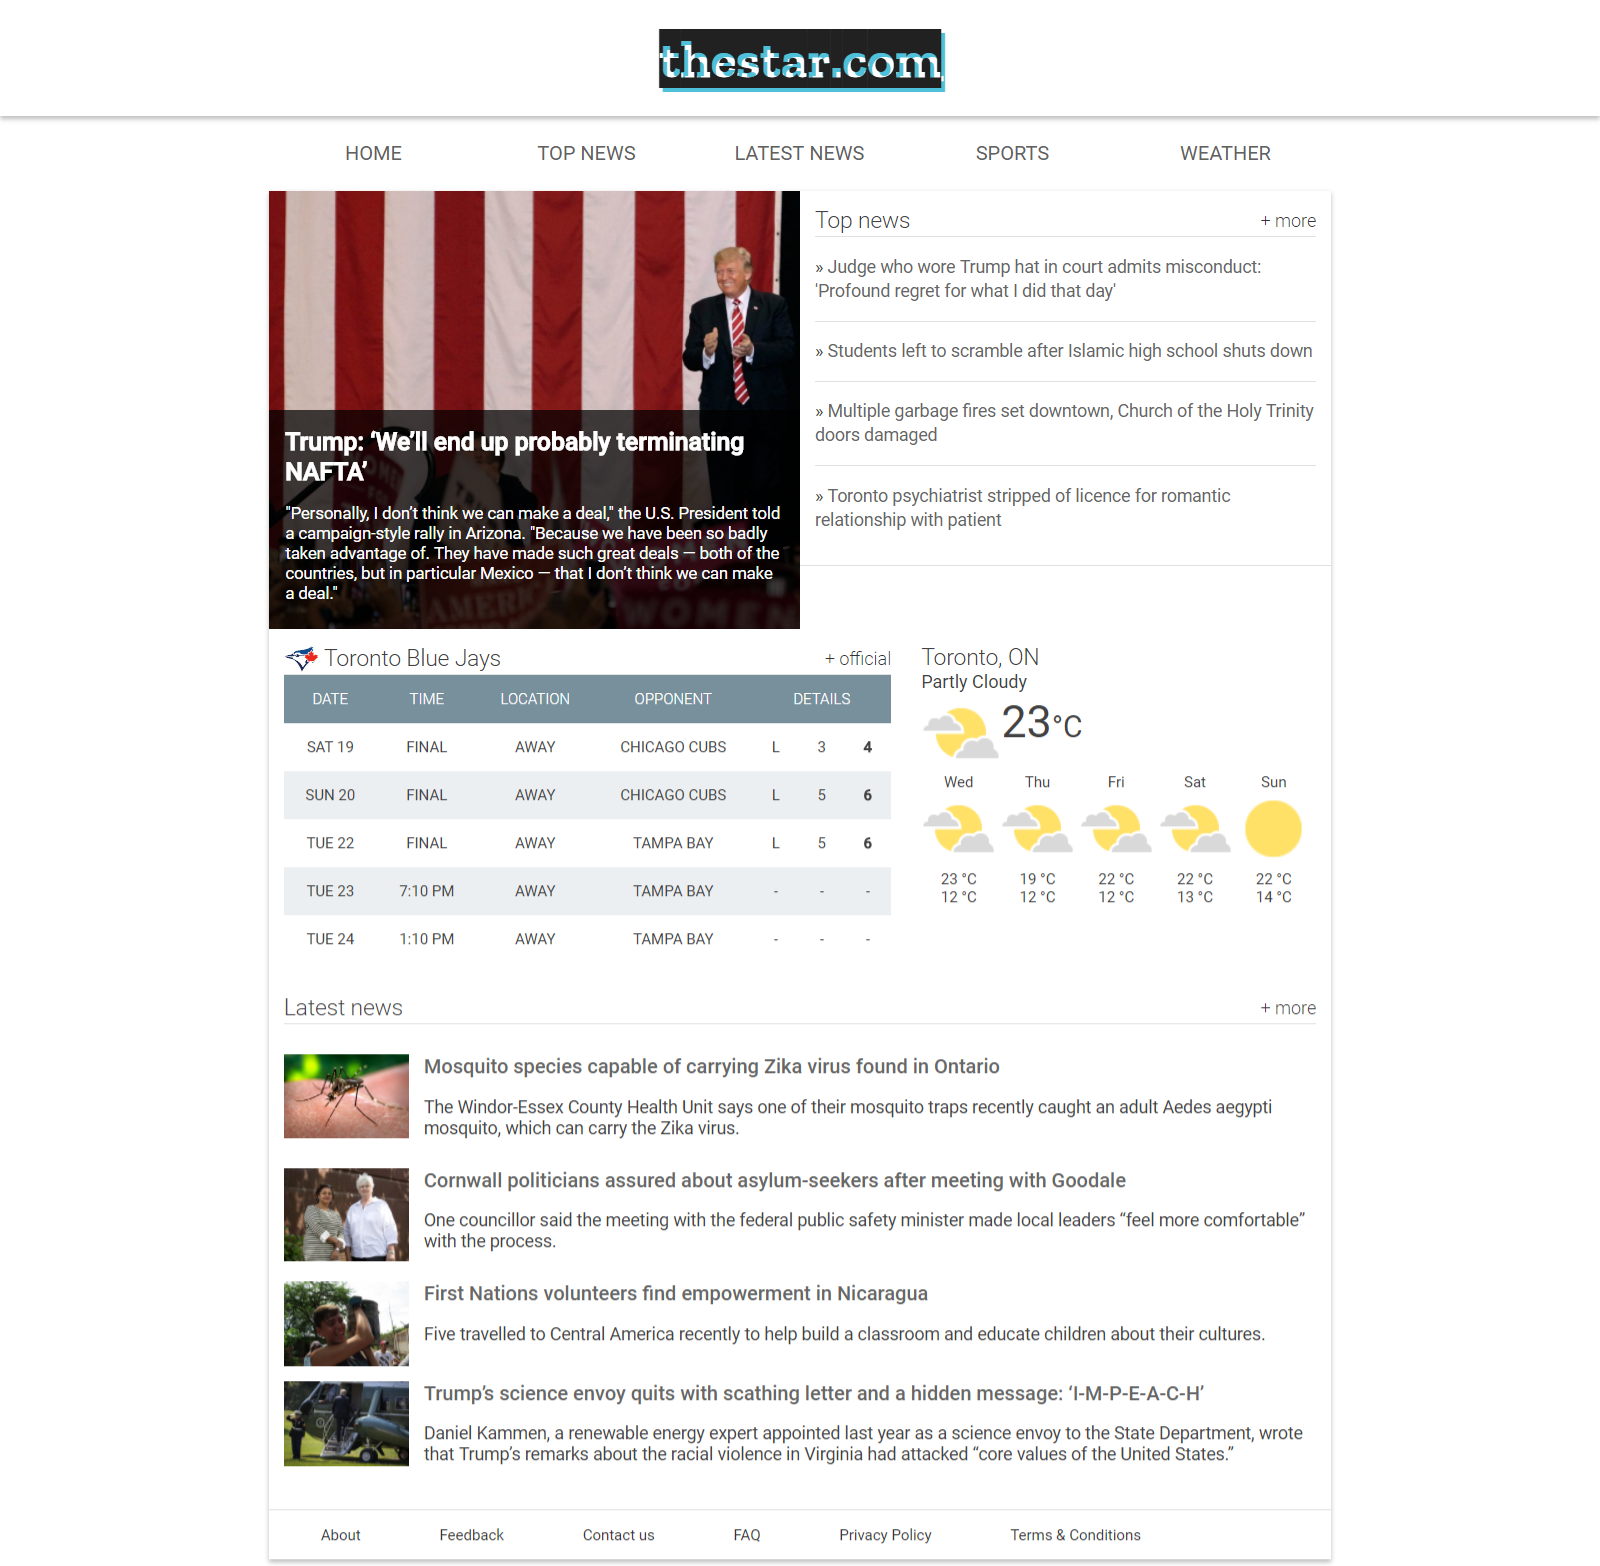 thestar.com
HOME TOP NEWS LATEST NEWS SPORTS WEATHER
Trump: ‘We’ll end up probably terminating
NAFTA’
"Personally, I don’t think we can make a deal," the U.S. President told
a campaign-style rally in Arizona. "Because we have been so badly
taken advantage of. They have made such great deals — both of the
countries, but in particular Mexico — that I don’t think we can make
a deal."
Top news + more
» Judge who wore Trump hat in court admits misconduct:
'Profound regret for what I did that day'
» Students left to scramble after Islamic high school shuts down
» Multiple garbage fires set downtown, Church of the Holy Trinity
doors damaged
» Toronto psychiatrist stripped of licence for romantic
relationship with patient
Toronto Blue Jays + official
DATE TIME LOCATION OPPONENT DETAILS
SAT 19 FINAL AWAY CHICAGO CUBS L 3 4
SUN 20 FINAL AWAY CHICAGO CUBS L 5 6
TUE 22 FINAL AWAY TAMPA BAY L 5 6
TUE 23 7:10 PM AWAY TAMPA BAY - - -
TUE 24 1:10 PM AWAY TAMPA BAY - - -
Toronto, ON
Partly Cloudy
23°C
Wed Thu Fri Sat Sun
23 °C 19 °C 22 °C 22 °C 22 °C
12 °C 12 °C 12 °C 13 °C 14 °C
Latest news + more
Mosquito species capable of carrying Zika virus found in Ontario
The Windor-Essex County Health Unit says one of their mosquito traps recently caught an adult Aedes aegypti
mosquito, which can carry the Zika virus.
Cornwall politicians assured about asylum-seekers after meeting with Goodale
One councillor said the meeting with the federal public safety minister made local leaders “feel more comfortable”
with the process.
First Nations volunteers find empowerment in Nicaragua
Five travelled to Central America recently to help build a classroom and educate children about their cultures.
Trump’s science envoy quits with scathing letter and a hidden message: ‘I-M-P-E-A-C-H’
Daniel Kammen, a renewable energy expert appointed last year as a science envoy to the State Department, wrote
that Trump’s remarks about the racial violence in Virginia had attacked “core values of the United States.”
About Feedback Contact us FAQ Privacy Policy Terms & Conditions